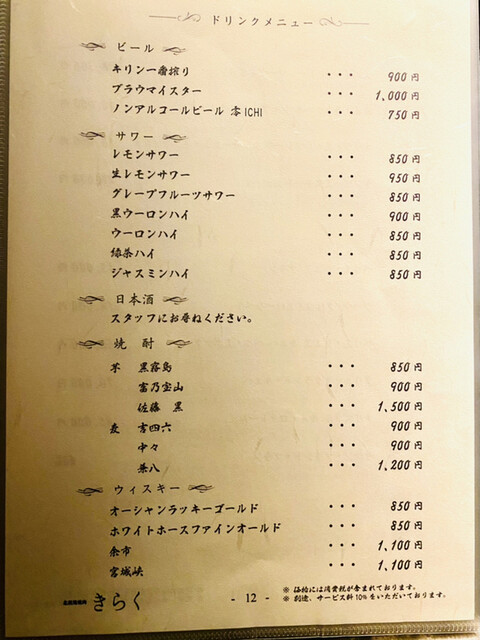 ドリンクメニュー
ビール
キリン一番搾り ・・・ 900円
ブラウマイスター ・・・ 1,000円
ノンアルコールビール 零ICHI ・・・ 750円
サワー
レモンサワー ・・・ 850円
生レモンサワー ・・・ 950円
グレープフルーツサワー ・・・ 850円
黒ウーロンハイ ・・・ 900円
ウーロンハイ ・・・ 850円
緑茶ハイ ・・・ 850円
ジャスミンハイ ・・・ 850円
日本酒
スタッフにお尋ねください。
焼酎
芋 黒霧島 ・・・ 850円
富乃宝山 ・・・ 900円
佐藤 黒 ・・・ 1,500円
麦 吉四六 ・・・ 900円
中々 ・・・ 900円
兼八 ・・・ 1,200円
ウィスキー
オーシャンラッキーゴールド ・・・ 850円
ホワイトホースファインオールド ・・・ 850円
余市 ・・・ 1,100円
宮城峡 ・・・ 1,100円
きらく
- 12 -
※ 価格には消費税が含まれております。
※ 別途、サービス料10%をいただいております。